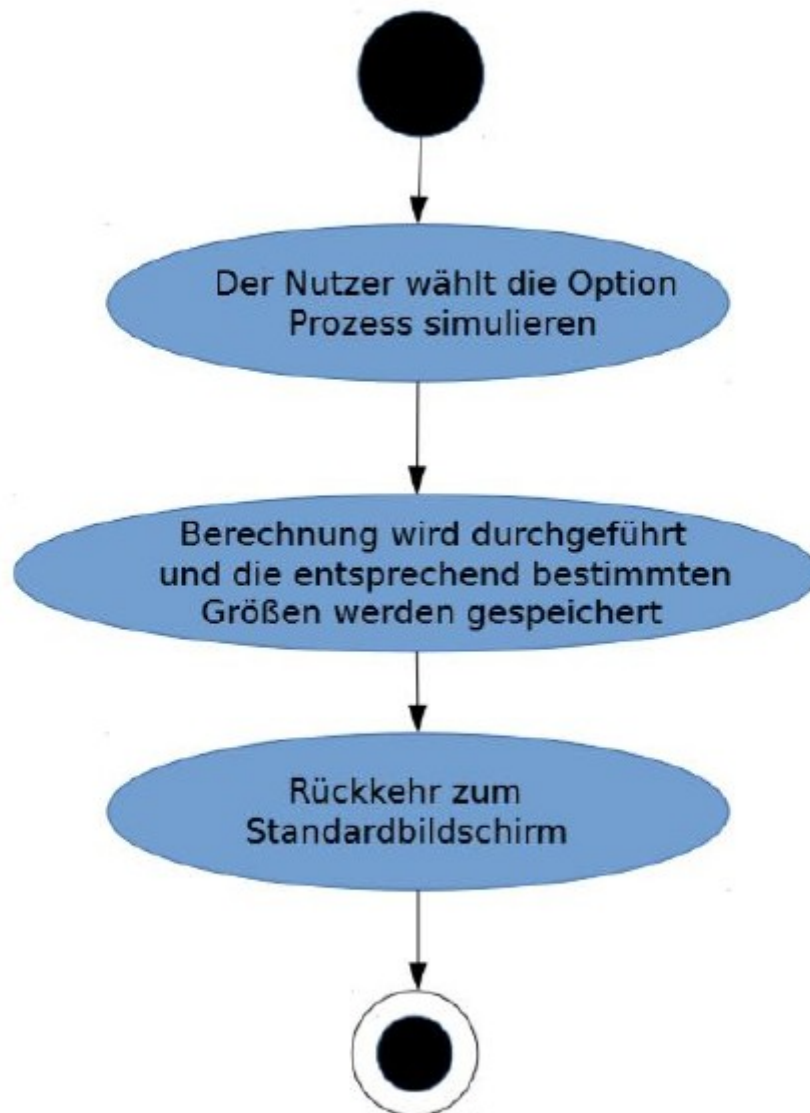 Der Nutzer wählt die Option
Prozess simulieren
Berechnung wird durchgeführt
und die entsprechend bestimmten
Größen werden gespeichert
Rückkehr zum
Standardbildschirm